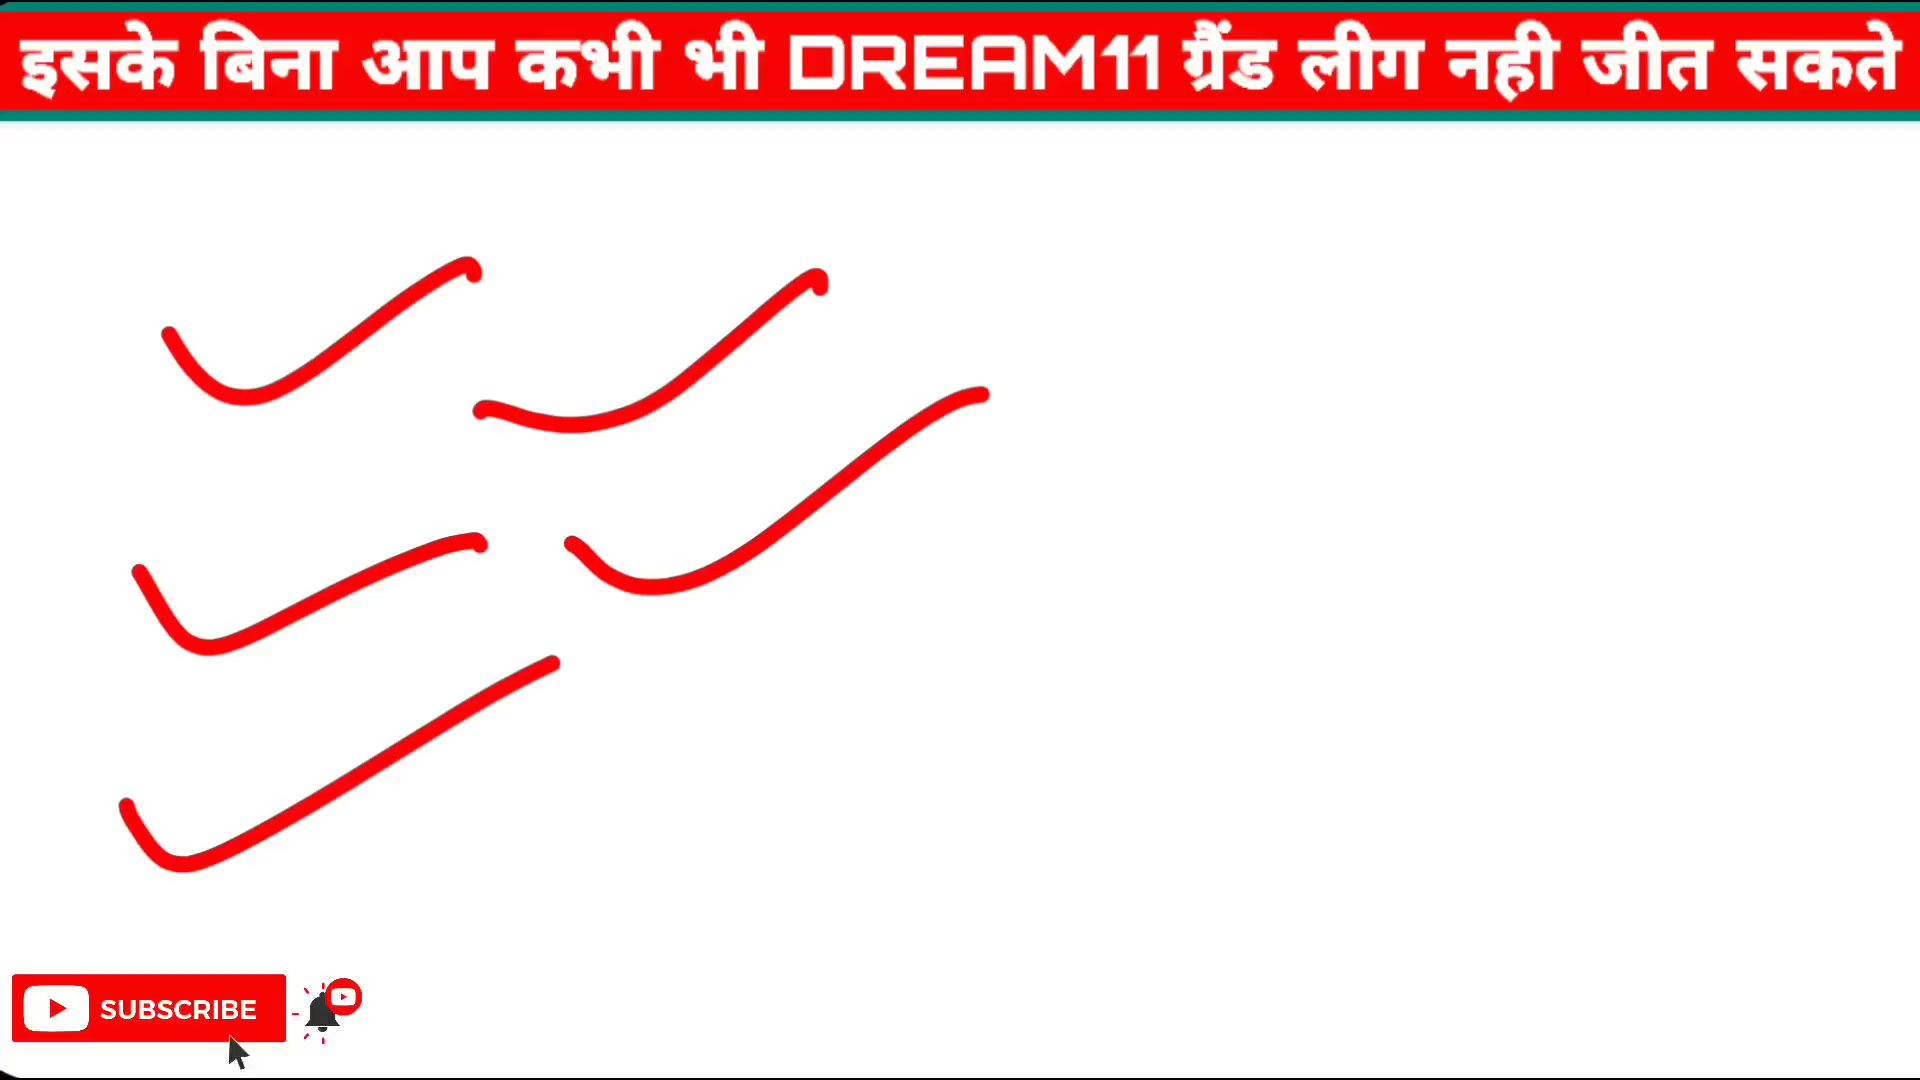 इसके बिना आप कभी भी DREAM11 ग्रैंड लीग नही जीत सकते
SUBSCRIBE